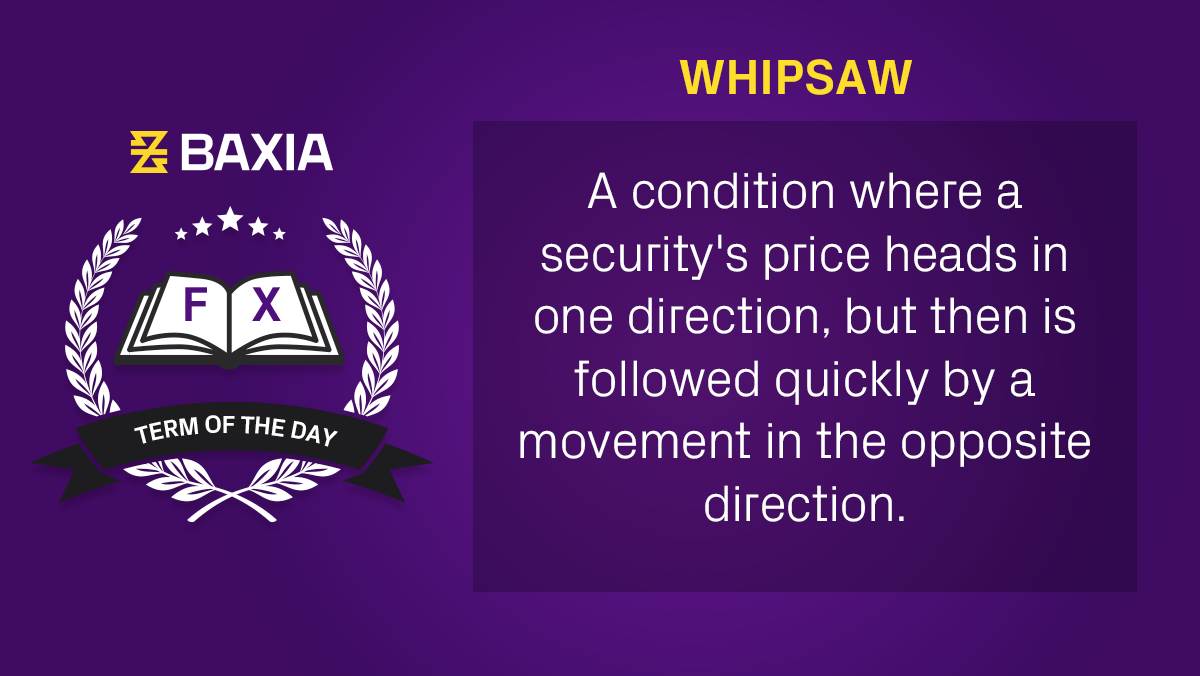 BAXIA
F X
TERM OF THE DAY
WHIPSAW
A condition where a
security's price heads in
one direction, but then is
followed quickly by a
movement in the opposite
direction.